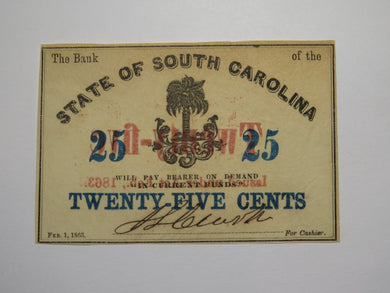 The Bank of the
STATE OF SOUTH CAROLINA
25 25
WILL PAY BEARER ON DEMAND
IN CURRENT FUNDS
TWENTY-FIVE CENTS
FEB. 1, 1863. For Cashier.